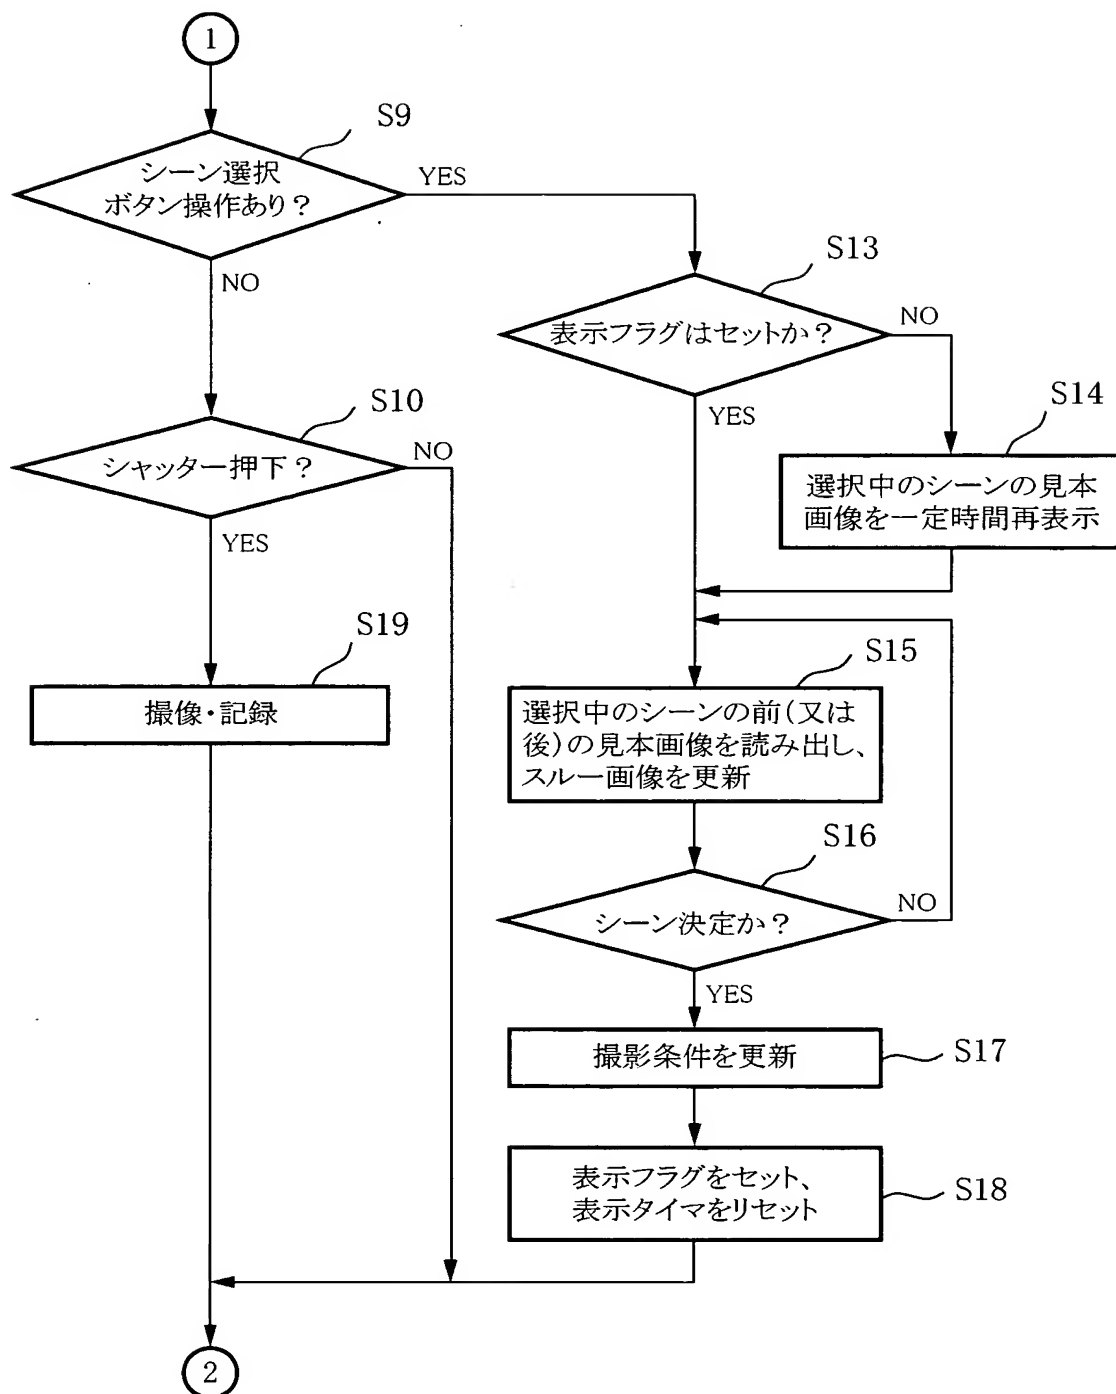 1
S9
シーン選択
ボタン操作あり?
YES
NO
S13
表示フラグはセットか?
NO
YES
S14
選択中のシーンの見本
画像を一定時間再表示
S10
シャッター押下?
NO
YES
S19
撮像・記録
S15
選択中のシーンの前(又は
後)の見本画像を読み出し、
スルー画像を更新
S16
シーン決定か?
NO
YES
撮影条件を更新
S17
表示フラグをセット、
表示タイマをリセット
S18
2